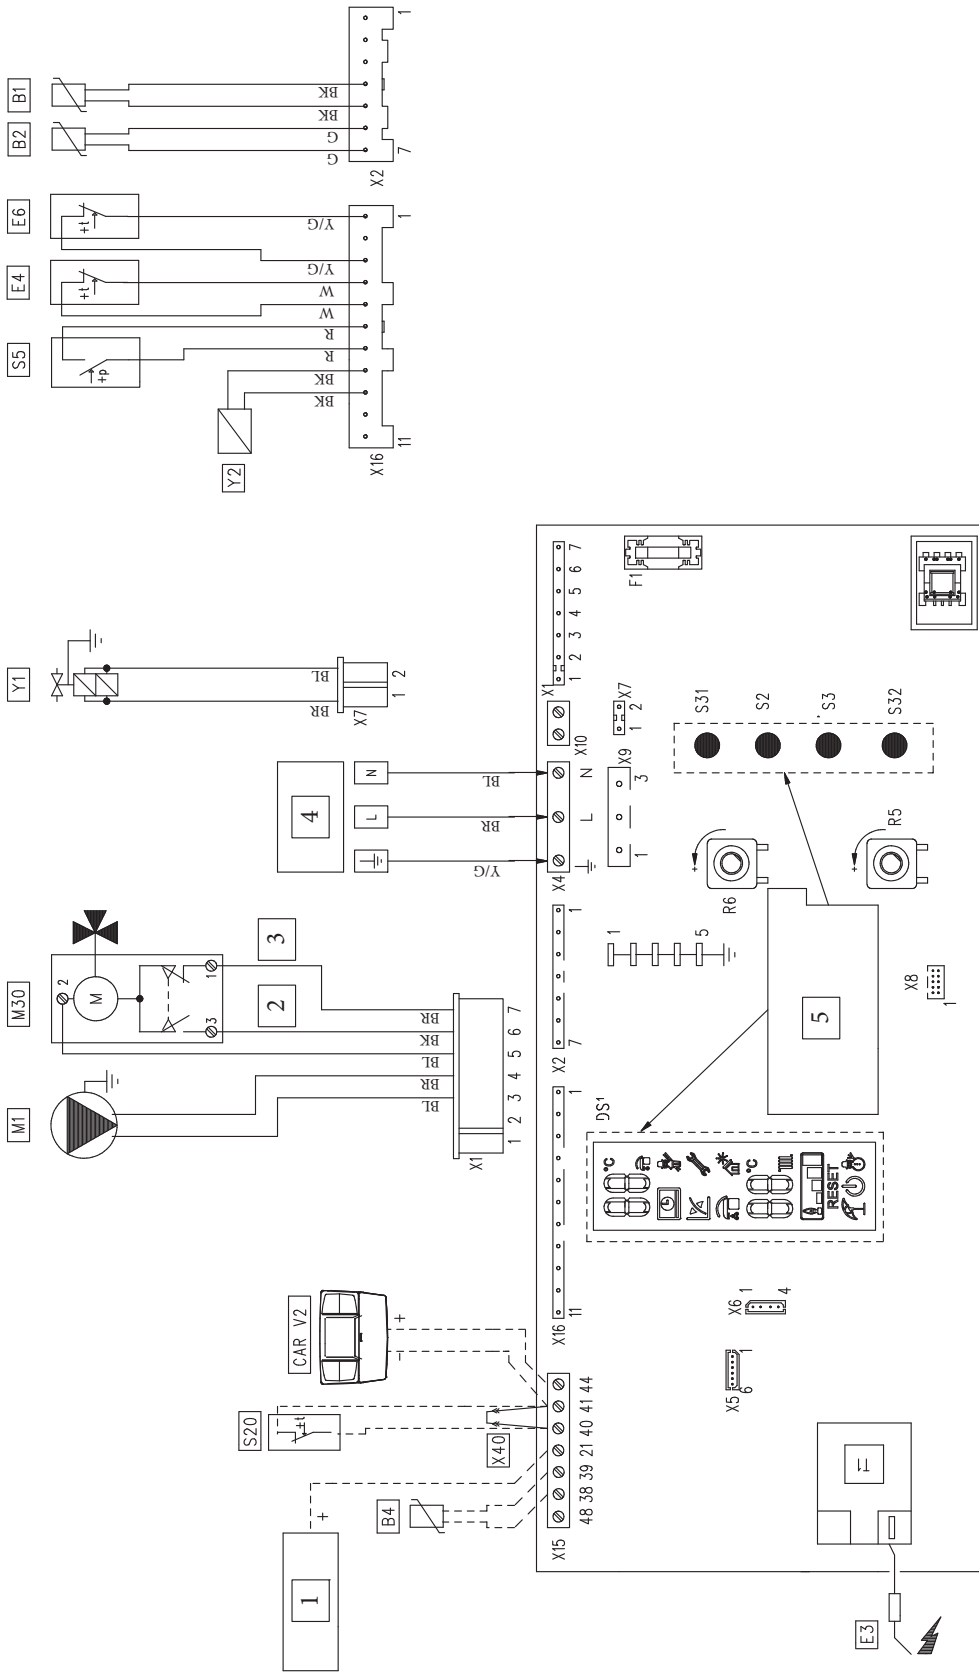 B1
B2
E6
E4
S5
Y1
M30
M1
+t
+t
+p
Y2
BK
BK
G
G
Y/G
Y/G
W
W
R
R
BK
BK
1
7
X2
1
11
X16
BL
BR
1 2
X7
4
N
L
BL
BR
Y/G
M
2
3
1
2
3
BR
BK
BL
BR
BL
1 2 3 4 5 6 7
X1
CAR V2
+
-
S20
±t
X40
B4
1
+
X15
48 38 39 21 40 41 44
X16
11
1
X2
7
1
X4
L
N
X10
X1
1 2 3 4 5 6 7
F1
X7
1 2
X9
1 3
1
5
S31
S2
S3
S32
R6
+
R5
+
5
X8
1
DS1
°C
°C
RESET
X6
1
4
X5
6
1
T1
E3